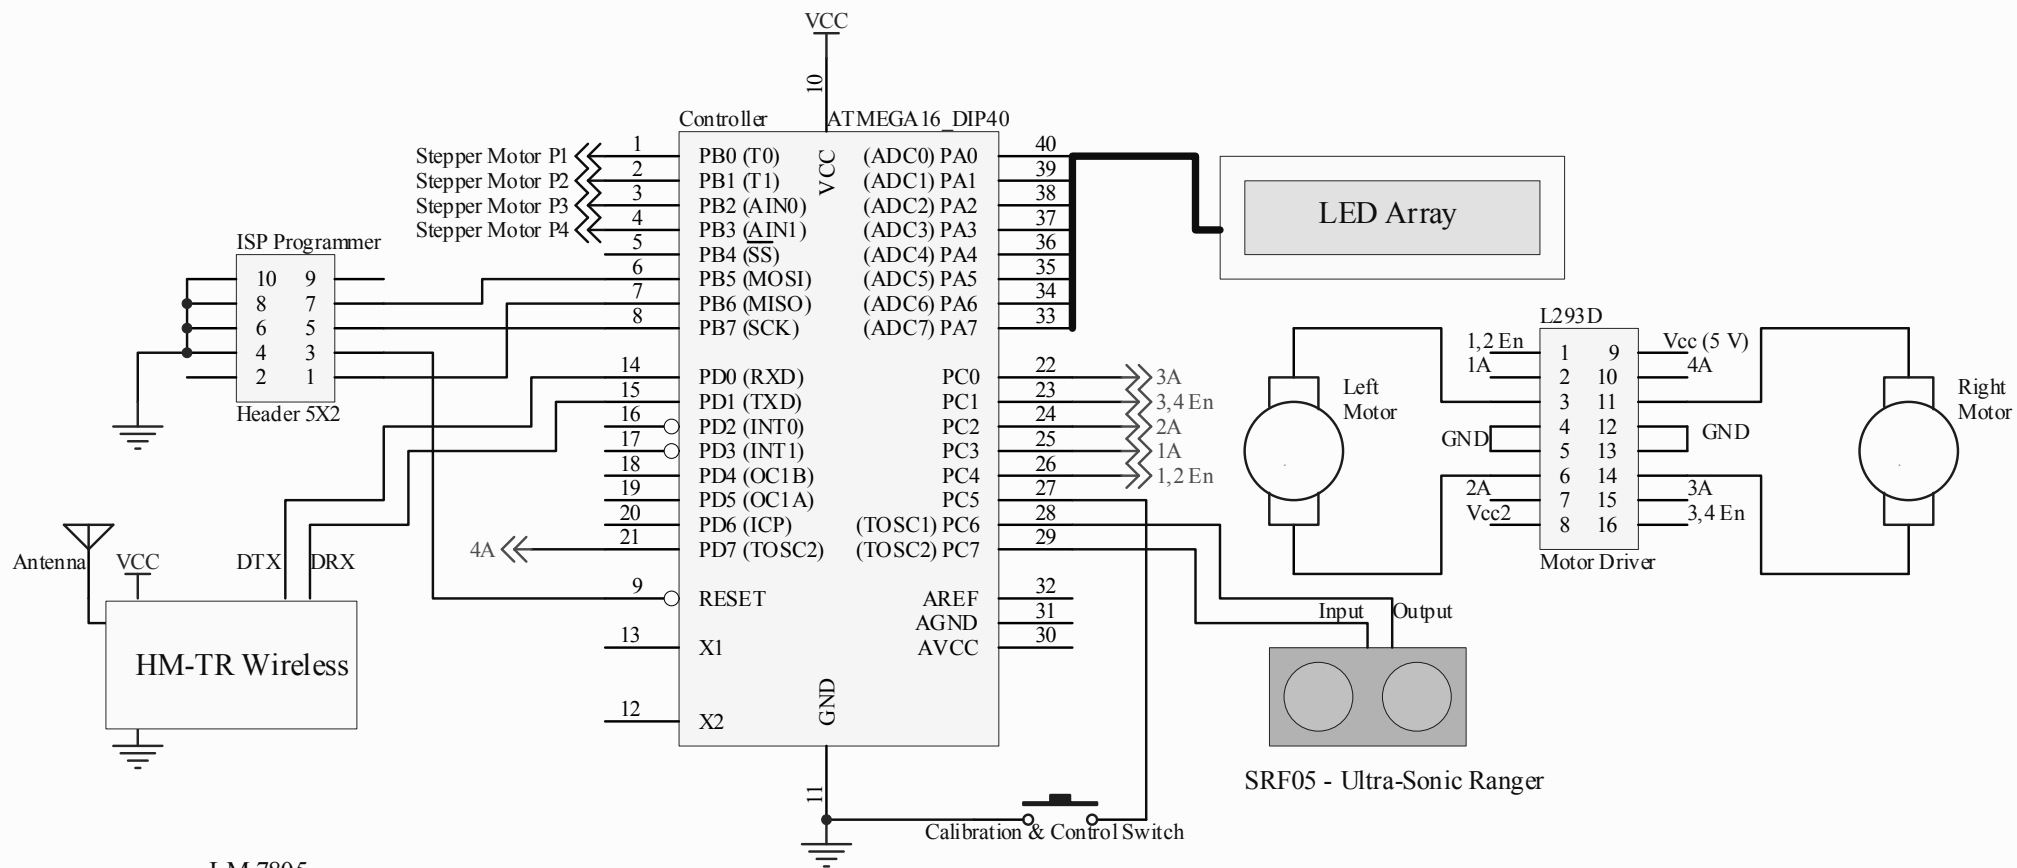 VCC
10
Controller
ATMEGA16_DIP40
VCC
GND
11
Stepper Motor P1
Stepper Motor P2
Stepper Motor P3
Stepper Motor P4
1 PB0 (T0)
2 PB1 (T1)
3 PB2 (AIN0)
4 PB3 (AIN1)
5 PB4 (SS)
6 PB5 (MOSI)
7 PB6 (MISO)
8 PB7 (SCK)
14 PD0 (RXD)
15 PD1 (TXD)
16 PD2 (INT0)
17 PD3 (INT1)
18 PD4 (OC1B)
19 PD5 (OC1A)
20 PD6 (ICP)
4A 21 PD7 (TOSC2)
9 RESET
13 X1
12 X2
(ADC0) PA0 40
(ADC1) PA1 39
(ADC2) PA2 38
(ADC3) PA3 37
(ADC4) PA4 36
(ADC5) PA5 35
(ADC6) PA6 34
(ADC7) PA7 33
PC0 22 3A
PC1 23 3,4 En
PC2 24 2A
PC3 25 1A
PC4 26 1,2 En
PC5 27
(TOSC1) PC6 28
(TOSC2) PC7 29
AREF 32
AGND 31
AVCC 30
ISP Programmer
10 9
8 7
6 5
4 3
2 1
Header 5X2
Antenna
VCC
DTX
DRX
HM-TR Wireless
LM 7805
LED Array
L293D
1,2 En 1 9 Vcc (5 V)
1A 2 10 4A
3 11
4 12
GND GND
5 13
6 14
2A 7 15 3A
Vcc2 8 16 3,4 En
Motor Driver
Left
Motor
Right
Motor
Input
Output
SRF05 - Ultra-Sonic Ranger
Calibration & Control Switch